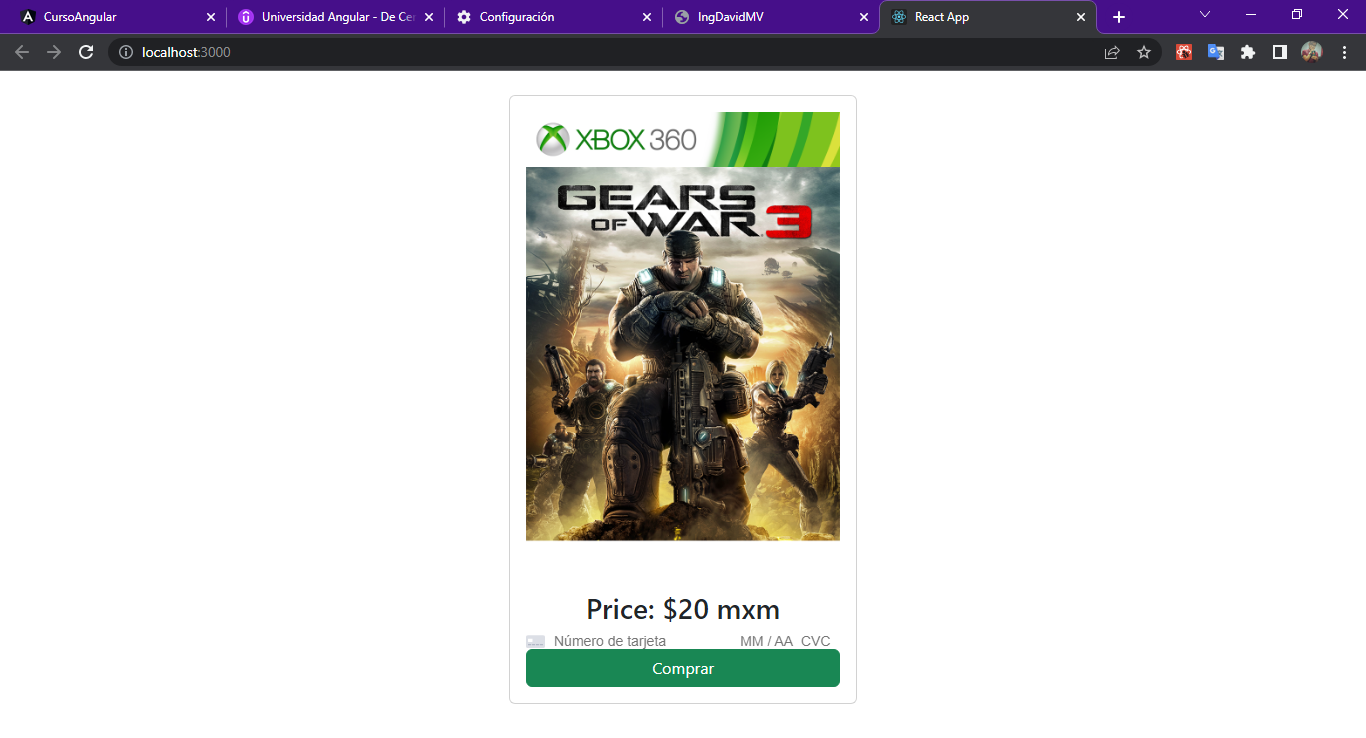 CursoAngular
Universidad Angular - De Cer
Configuración
IngDavidMV
React App
localhost:3000
XBOX 360
GEARS
OF WAR 3
Price: $20 mxm
Número de tarjeta MM / AA CVC
Comprar